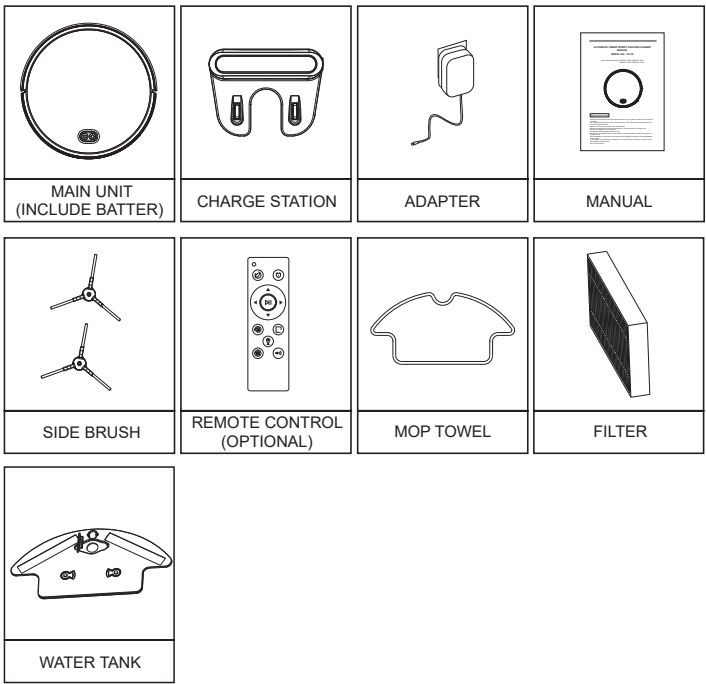 MAIN UNIT
(INCLUDE BATTER)
CHARGE STATION
ADAPTER
MANUAL
SIDE BRUSH
REMOTE CONTROL
(OPTIONAL)
MOP TOWEL
FILTER
WATER TANK